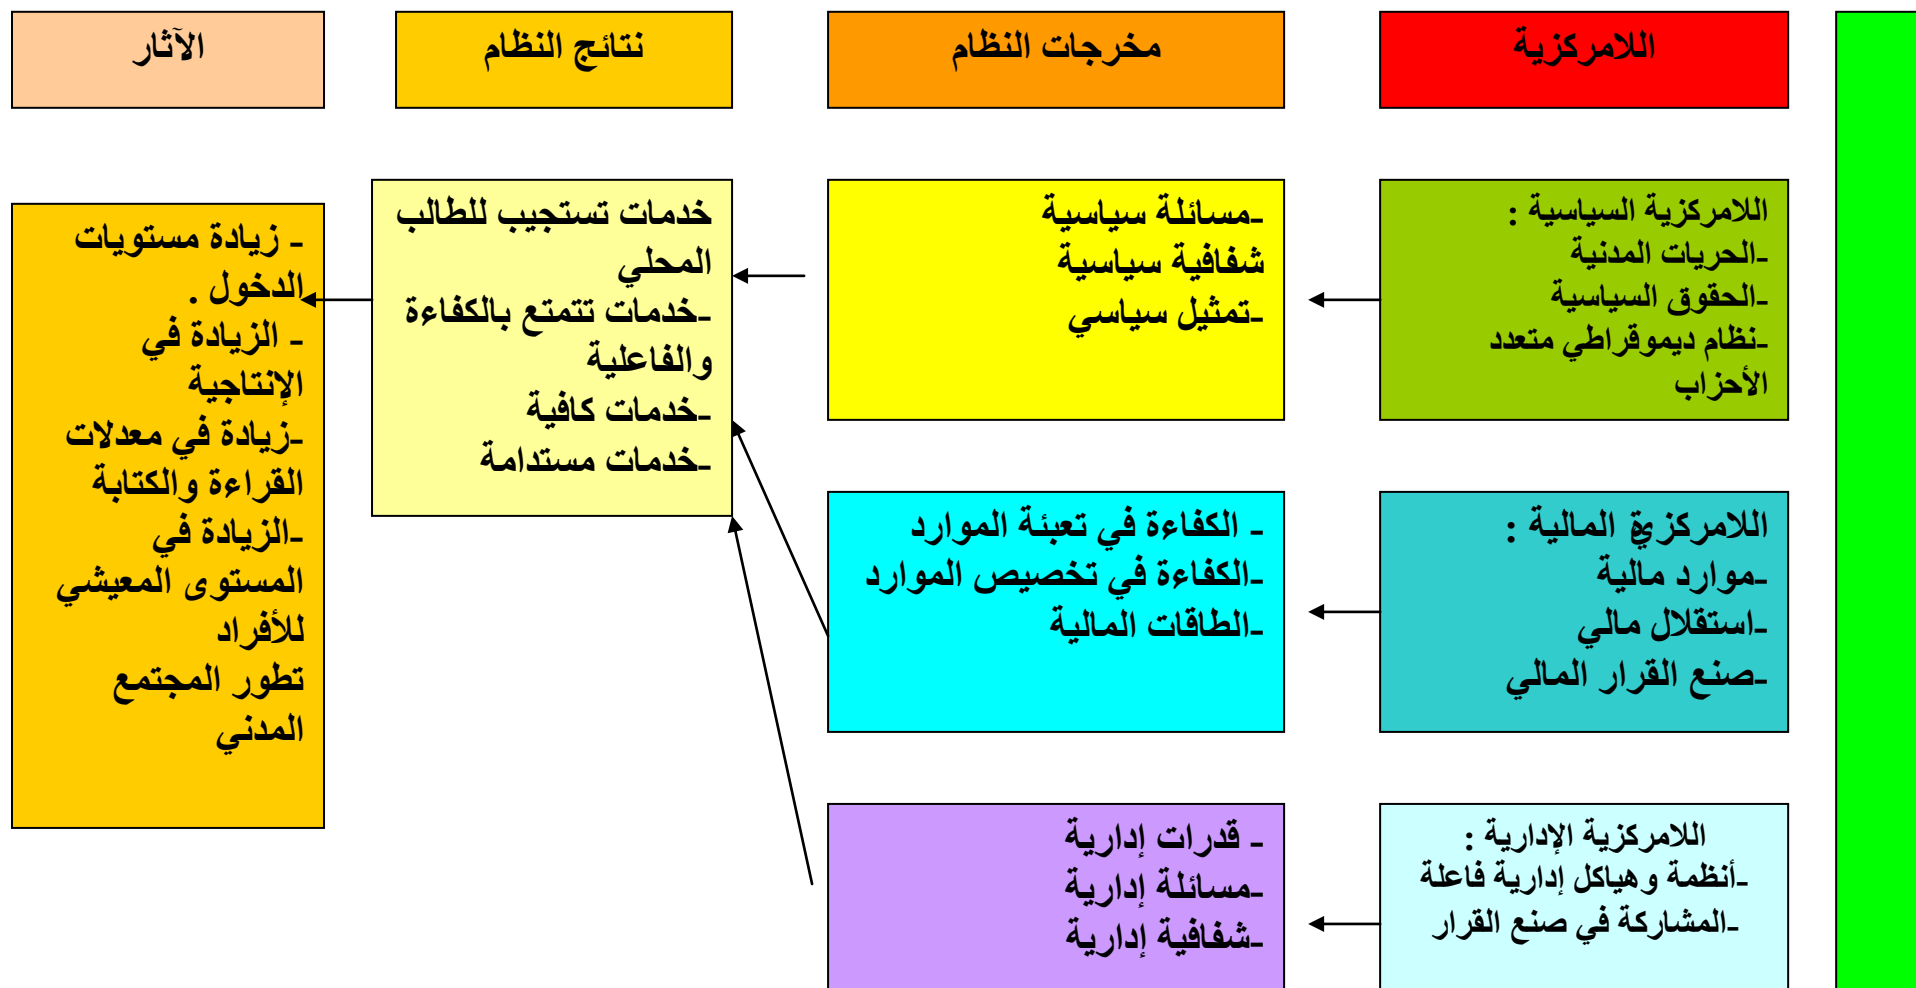 اللامركزية
مخرجات النظام
نتائج النظام
الآثار
اللامركزية السياسية :
-الحريات المدنية
-الحقوق السياسية
-نظام ديموقراطي متعدد
الأحزاب
-مسائلة سياسية
شفافية سياسية
-تمثيل سياسي
خدمات تستجيب للطالب
المحلي
-خدمات تتمتع بالكفاءة
والفاعلية
-خدمات كافية
-خدمات مستدامة
- زيادة مستويات
الدخول .
- الزيادة في
الإنتاجية
-زيادة في معدلات
القراءة والكتابة
-الزيادة في
المستوى المعيشي
للأفراد
تطور المجتمع
المدني
اللامركزية المالية :
-موارد مالية
-استقلال مالي
-صنع القرار المالي
- الكفاءة في تعبئة الموارد
-الكفاءة في تخصيص الموارد
-الطاقات المالية
اللامركزية الإدارية :
-أنظمة وهياكل إدارية فاعلة
-المشاركة في صنع القرار
- قدرات إدارية
-مسائلة إدارية
-شفافية إدارية